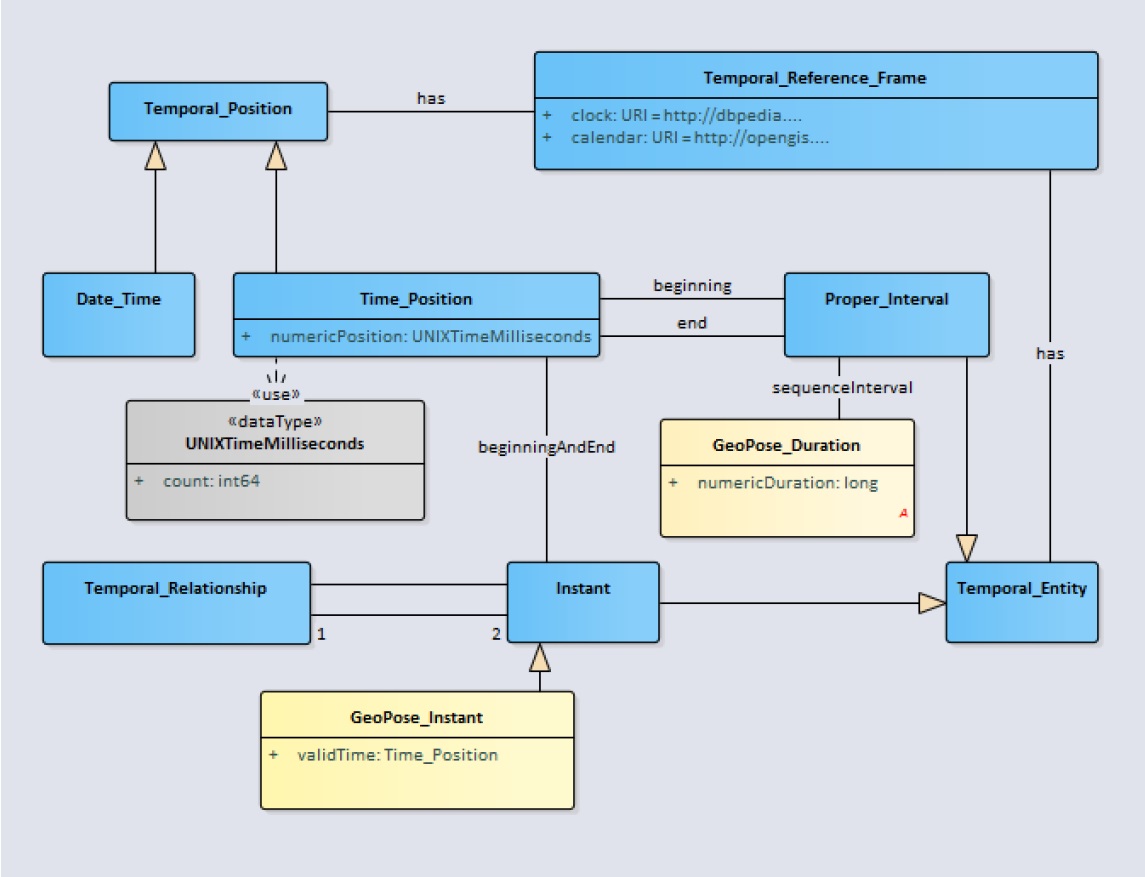 Temporal_Position
has
Temporal_Reference_Frame
+ clock: URI = http://dbpedia....
+ calendar: URI = http://opengis....
Date_Time
Time_Position
+ numericPosition: UNIXTimeMilliseconds
beginning
end
Proper_Interval
has
«use»
«dataType»
UNIXTimeMilliseconds
+ count: int64
beginningAndEnd
sequenceInterval
GeoPose_Duration
+ numericDuration: long
A
Temporal_Relationship
1
2
Instant
Temporal_Entity
GeoPose_Instant
+ validTime: Time_Position